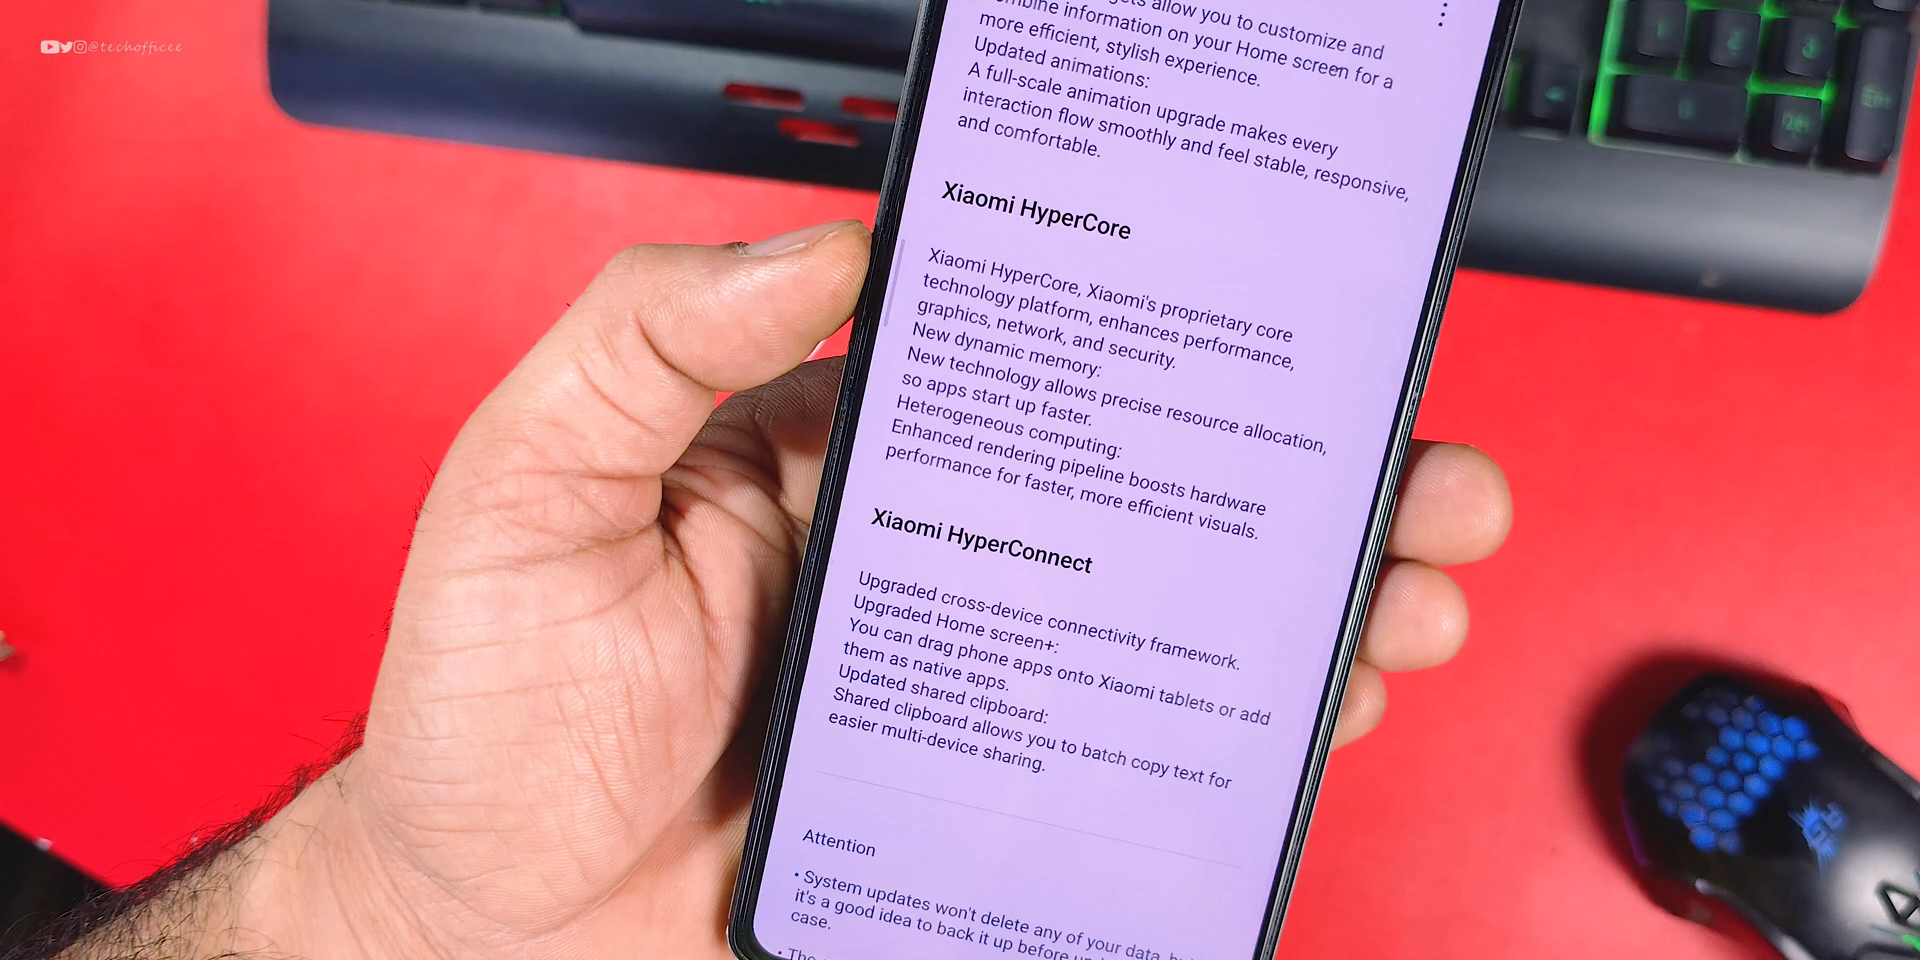 @techofficee
allow you to customize and
combine information on your Home screen for a
more efficient, stylish experience.
Updated animations:
A full-scale animation upgrade makes every
interaction flow smoothly and feel stable, responsive,
and comfortable.
Xiaomi HyperCore
Xiaomi HyperCore, Xiaomi's proprietary core
technology platform, enhances performance,
graphics, network, and security.
New dynamic memory:
New technology allows precise resource allocation,
so apps start up faster.
Heterogeneous computing:
Enhanced rendering pipeline boosts hardware
performance for faster, more efficient visuals.
Xiaomi HyperConnect
Upgraded cross-device connectivity framework.
Upgraded Home screen+:
You can drag phone apps onto Xiaomi tablets or add
them as native apps.
Updated shared clipboard:
Shared clipboard allows you to batch copy text for
easier multi-device sharing.
Attention
• System updates won't delete any of your data,
it's a good idea to back it up before
case.